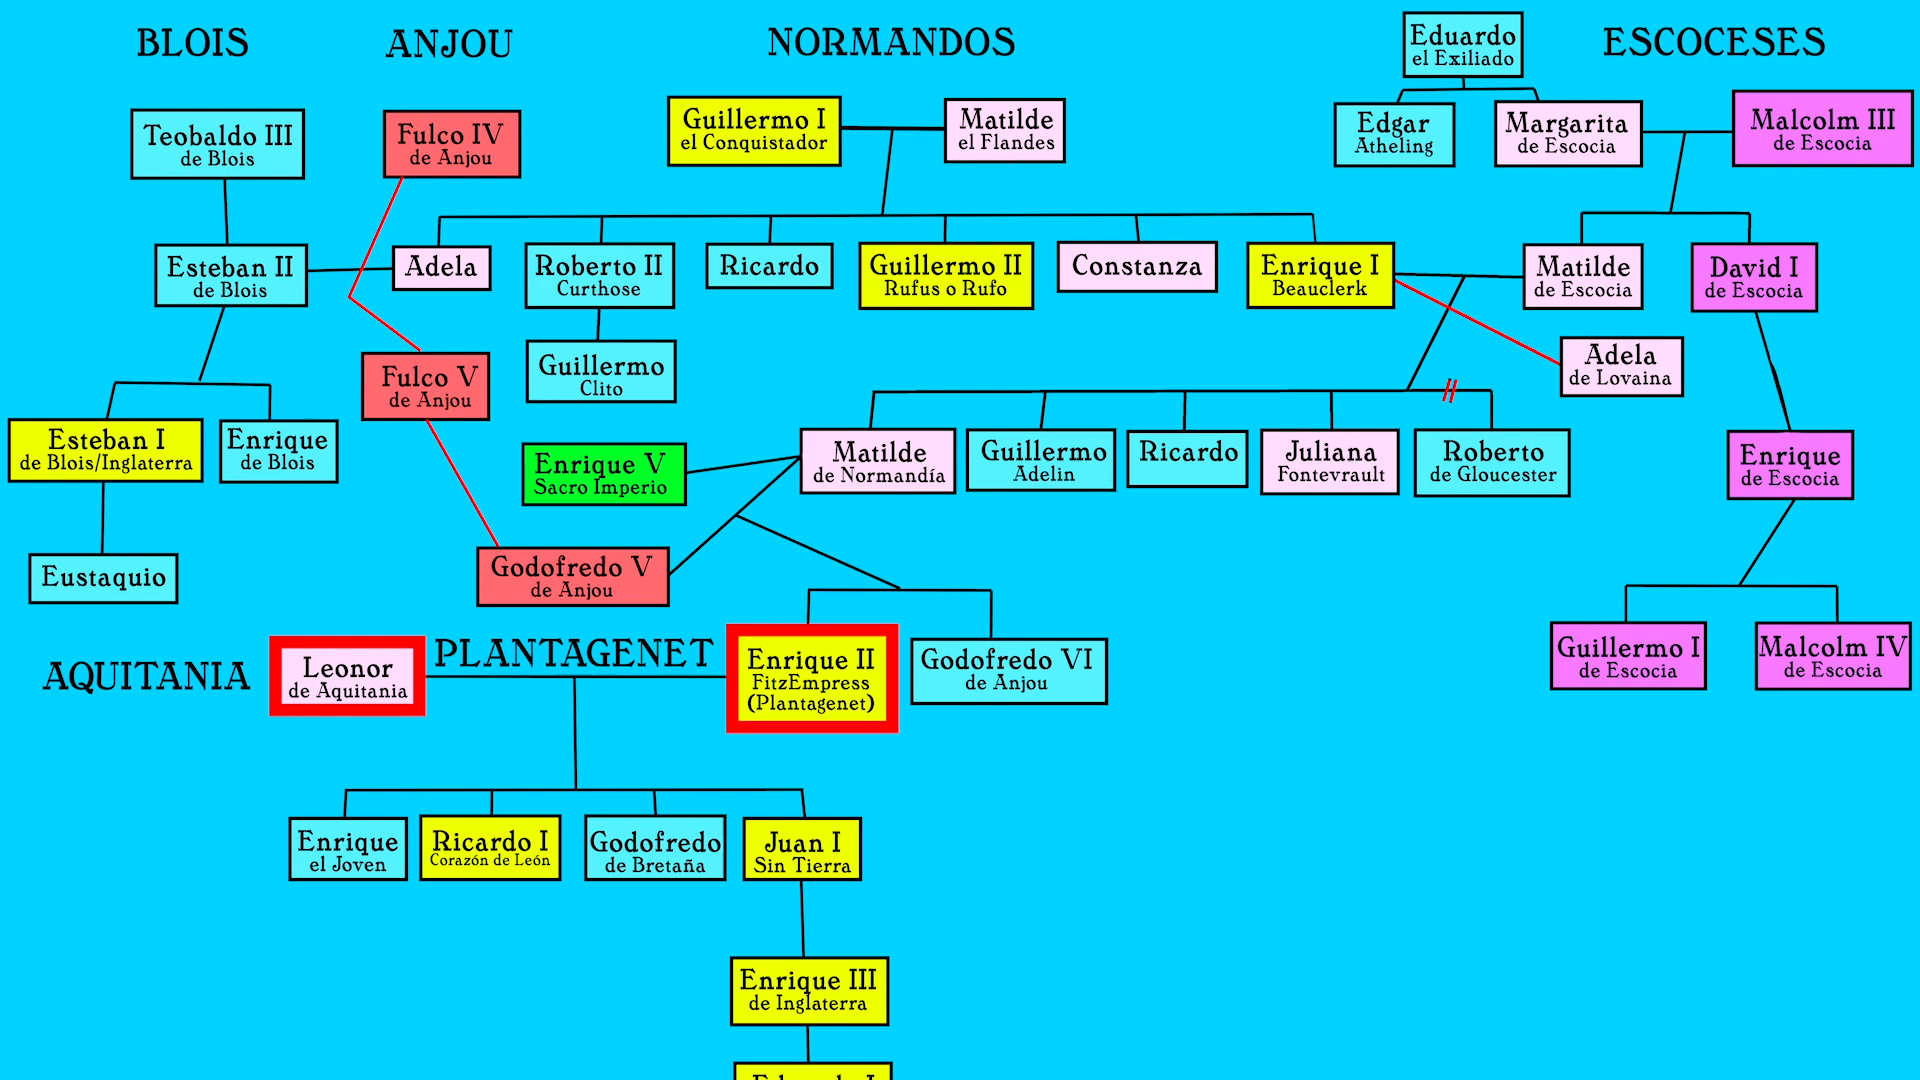 BLOIS
ANJOU
NORMANDOS
Eduardo
el Exiliado
ESCOCESES
Teobaldo III
de Blois
Fulco IV
de Anjou
Guillermo I
el Conquistador
Matilde
el Flandes
Edgar
Atheling
Margarita
de Escocia
Malcolm III
de Escocia
Esteban II
de Blois
Adela
Roberto II
Curthose
Ricardo
Guillermo II
Rufus o Rufo
Constanza
Enrique I
Beauclerk
Matilde
de Escocia
David I
de Escocia
Fulco V
de Anjou
Guillermo
Clito
Adela
de Lovaina
Esteban I
de Blois/Inglaterra
Enrique
de Blois
Enrique V
Sacro Imperio
Matilde
de Normandía
Guillermo
Adelin
Ricardo
Juliana
Fontevrault
Roberto
de Gloucester
Enrique
de Escocia
Eustaquio
Godofredo V
de Anjou
AQUITANIA
Leonor
de Aquitania
PLANTAGENET
Enrique II
FitzEmpress
(Plantagenet)
Godofredo VI
de Anjou
Guillermo I
de Escocia
Malcolm IV
de Escocia
Enrique
el Joven
Ricardo I
Corazón de León
Godofredo
de Bretaña
Juan I
Sin Tierra
Enrique III
de Inglaterra